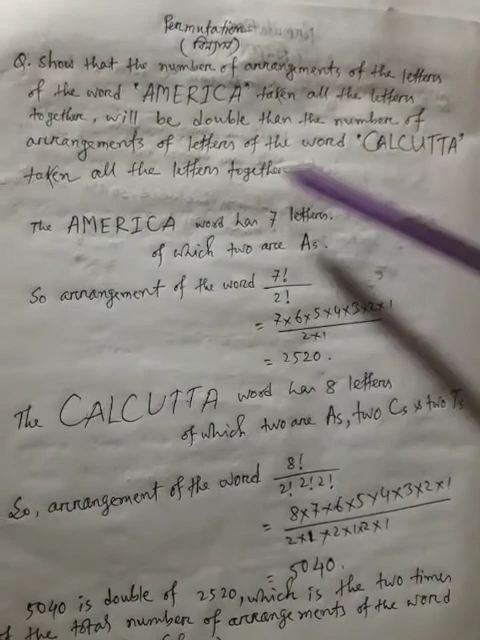 Permutation
(বিন্যাস)
Q. Show that the number of arrangements of the letters
of the word "AMERICA" taken all the letters
together, will be double than the number of
arrangements of letters of the word "CALCUTTA"
taken all the letters together
The AMERICA word has 7 letters.
of which two are As.
So arrangement of the word 7!/2!
= 7×6×5×4×3×2×1/2×1
= 2520.
The CALCUTTA word has 8 letters
of which two are As, two Cs & two Ts
So, arrangement of the word 8!/2! 2! 2!
= 8×7×6×5×4×3×2×1/2×1×2×1×2×1
= 5040.
5040 is double of 2520, which is the two times
of the total number of arrangements of the word